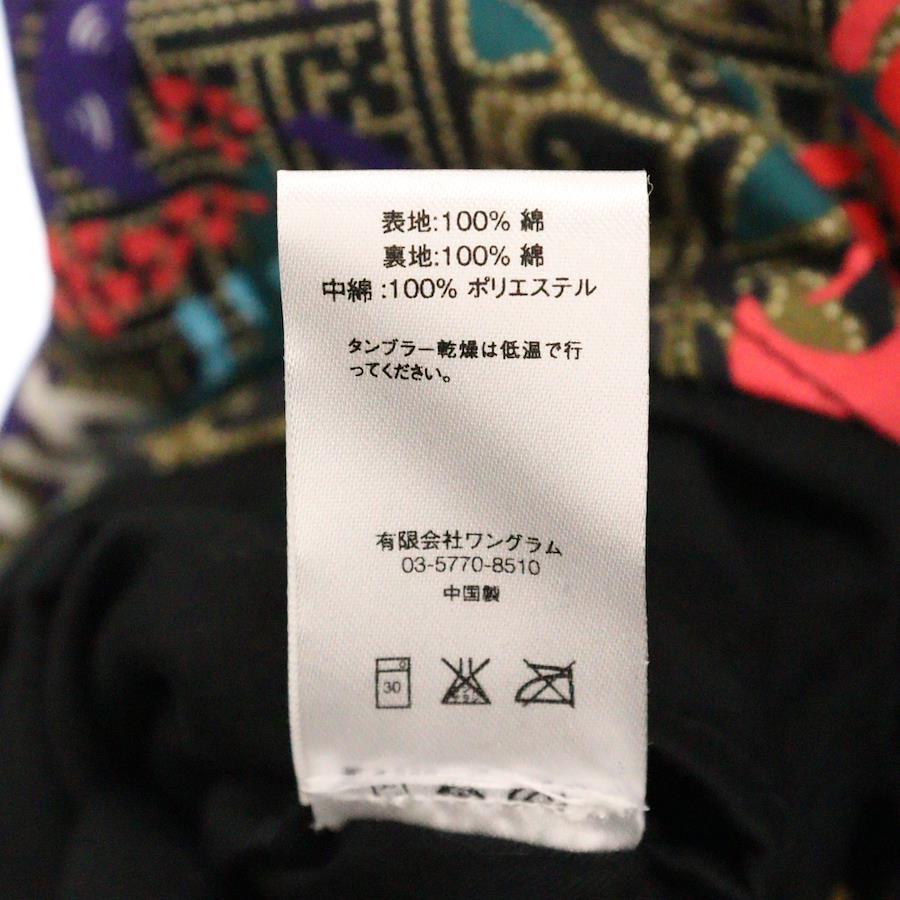 表地:100% 綿
裏地:100% 綿
中綿 :100% ポリエステル
タンブラー乾燥は低温で行
ってください。
有限会社ワングラム
03-5770-8510
中国製
30